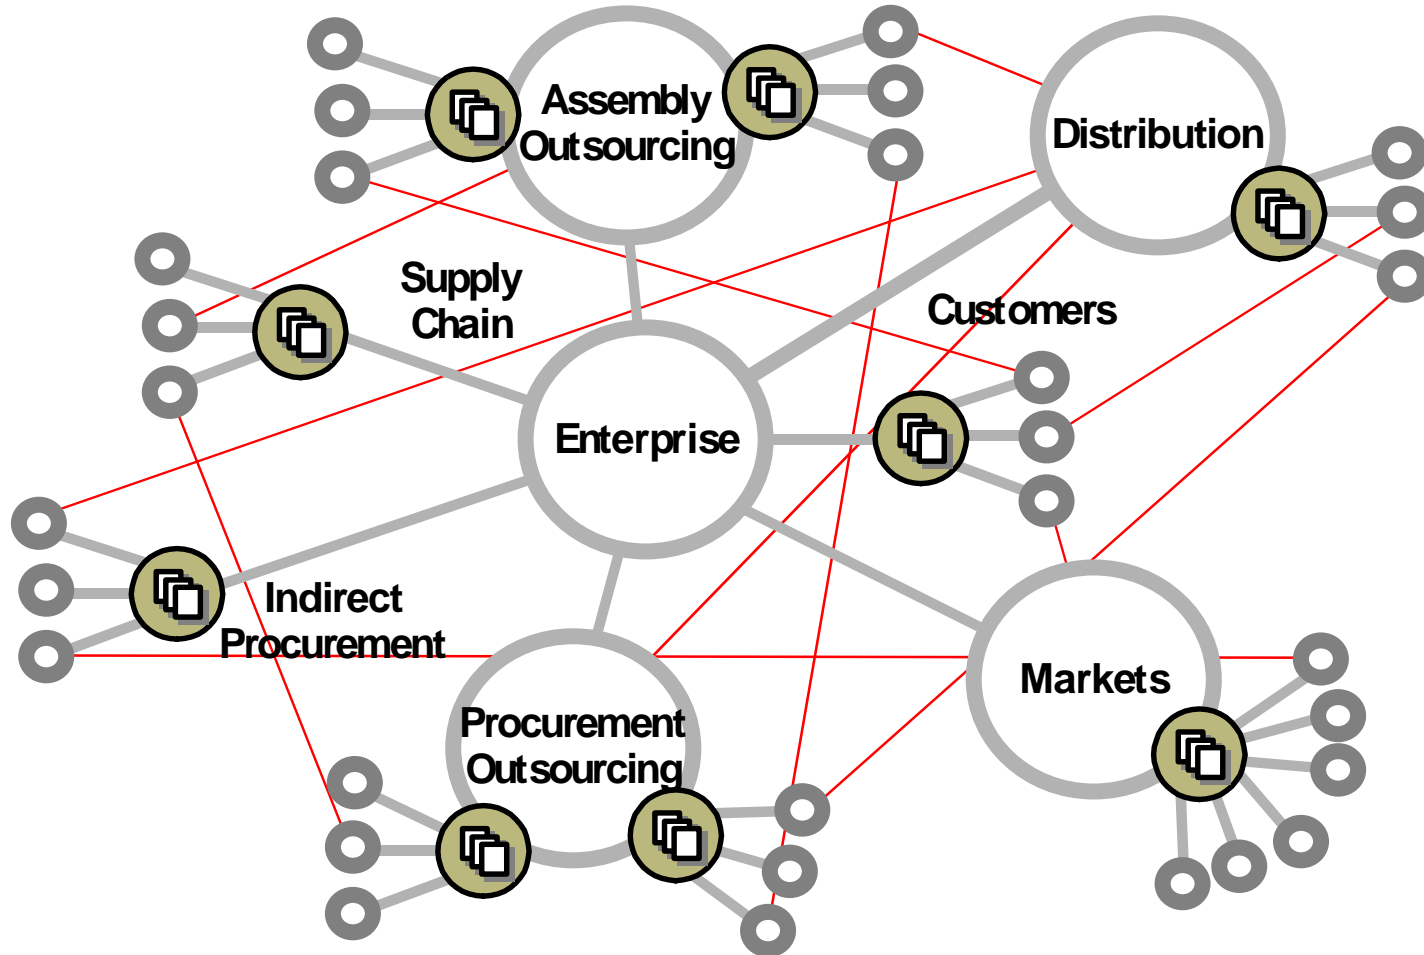 Assembly
Outsourcing
Distribution
Supply
Chain
Customers
Enterprise
Indirect
Procurement
Markets
Procurement
Outsourcing